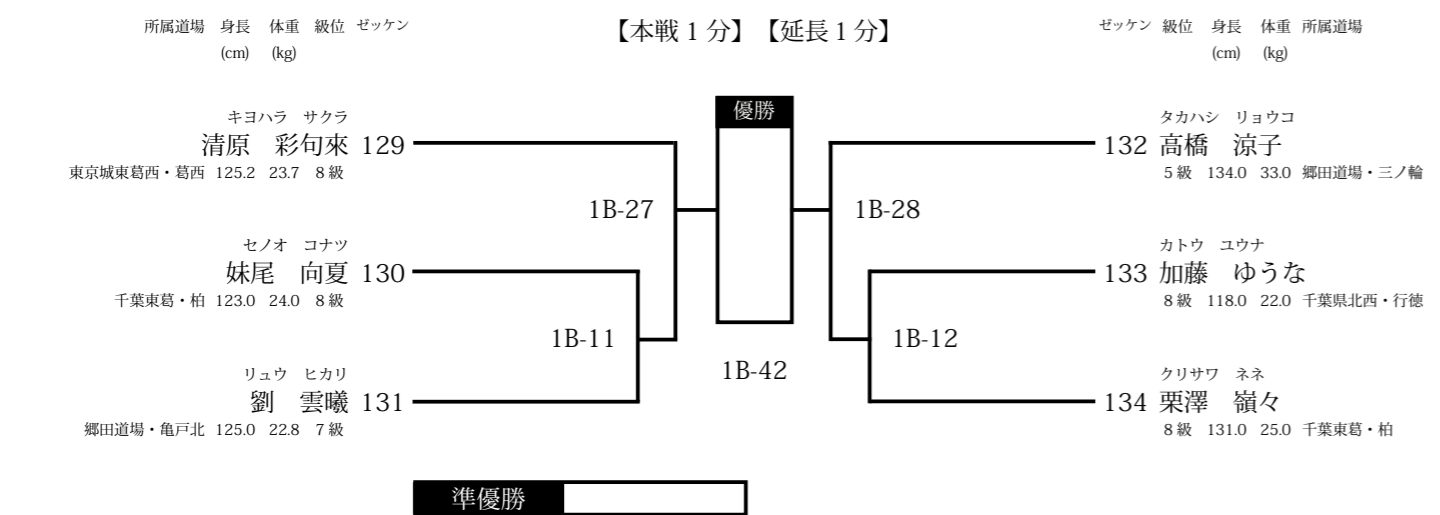 所属道場 身長 体重 級位 ゼッケン
(cm) (kg)
【本戦 1 分】【延長 1 分】
ゼッケン 級位 身長 体重 所属道場
(cm) (kg)
優勝
キヨハラ サクラ
清原 彩句來 129
東京城東葛西・葛西 125.2 23.7 8 級
1B-27
セノオ コナツ
妹尾 向夏 130
千葉東葛・柏 123.0 24.0 8 級
1B-11
リュウ ヒカリ
劉 雲曦 131
郷田道場・亀戸北 125.0 22.8 7 級
1B-42
タカハシ リョウコ
132 高橋 涼子
5 級 134.0 33.0 郷田道場・三ノ輪
1B-28
カトウ ユウナ
133 加藤 ゆうな
8 級 118.0 22.0 千葉県北西・行徳
1B-12
クリサワ ネネ
134 栗澤 嶺々
8 級 131.0 25.0 千葉東葛・柏
準優勝